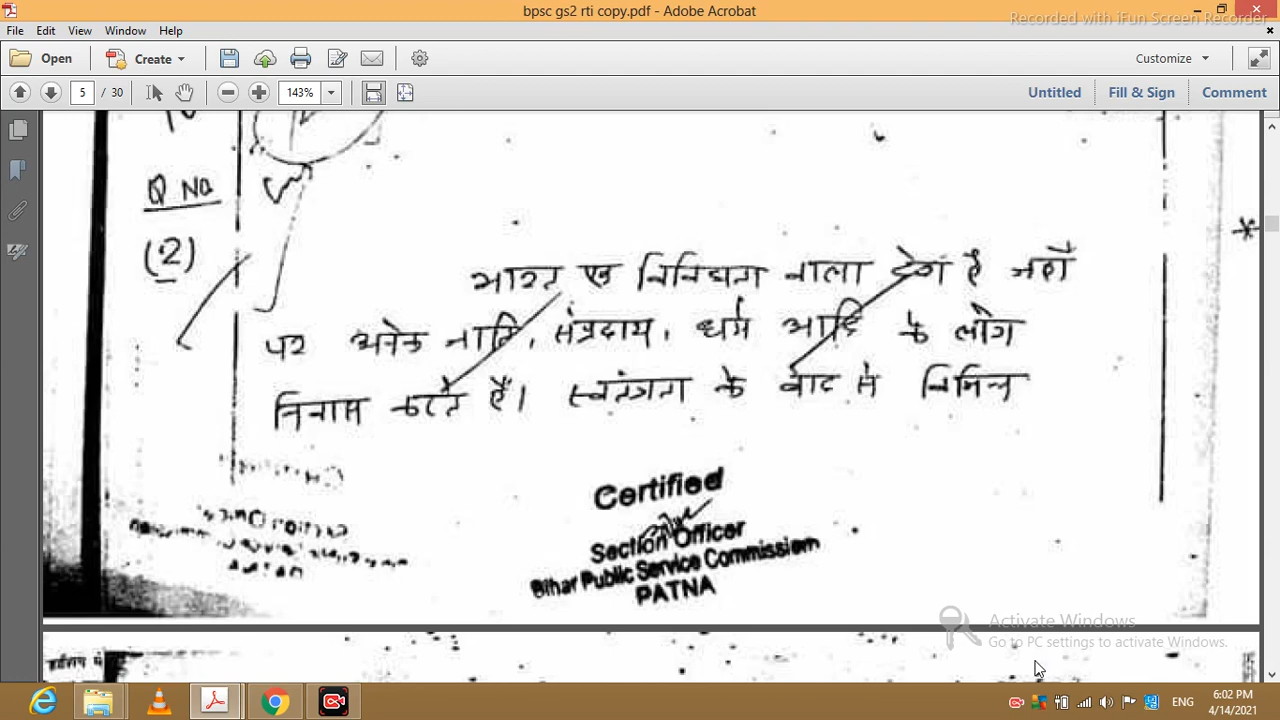 bpsc gs2 rti copy.pdf - Adobe Acrobat
Recorded with iFun Screen Recorder
File Edit View Window Help
Open Create Customize
5 / 30 143% Untitled Fill & Sign Comment
Q No
(2)
भारत एक विविधता वाला देश है जहाँ
पर अनेक जाति, संप्रदाय, धर्म आदि के लोग
निवास करते हैं। स्वतंत्रता के बाद से विभिन्न
Certified
Section Officer
Bihar Public Service Commission
PATNA
Activate Windows
Go to PC settings to activate Windows.
ENG
6:02 PM
4/14/2021